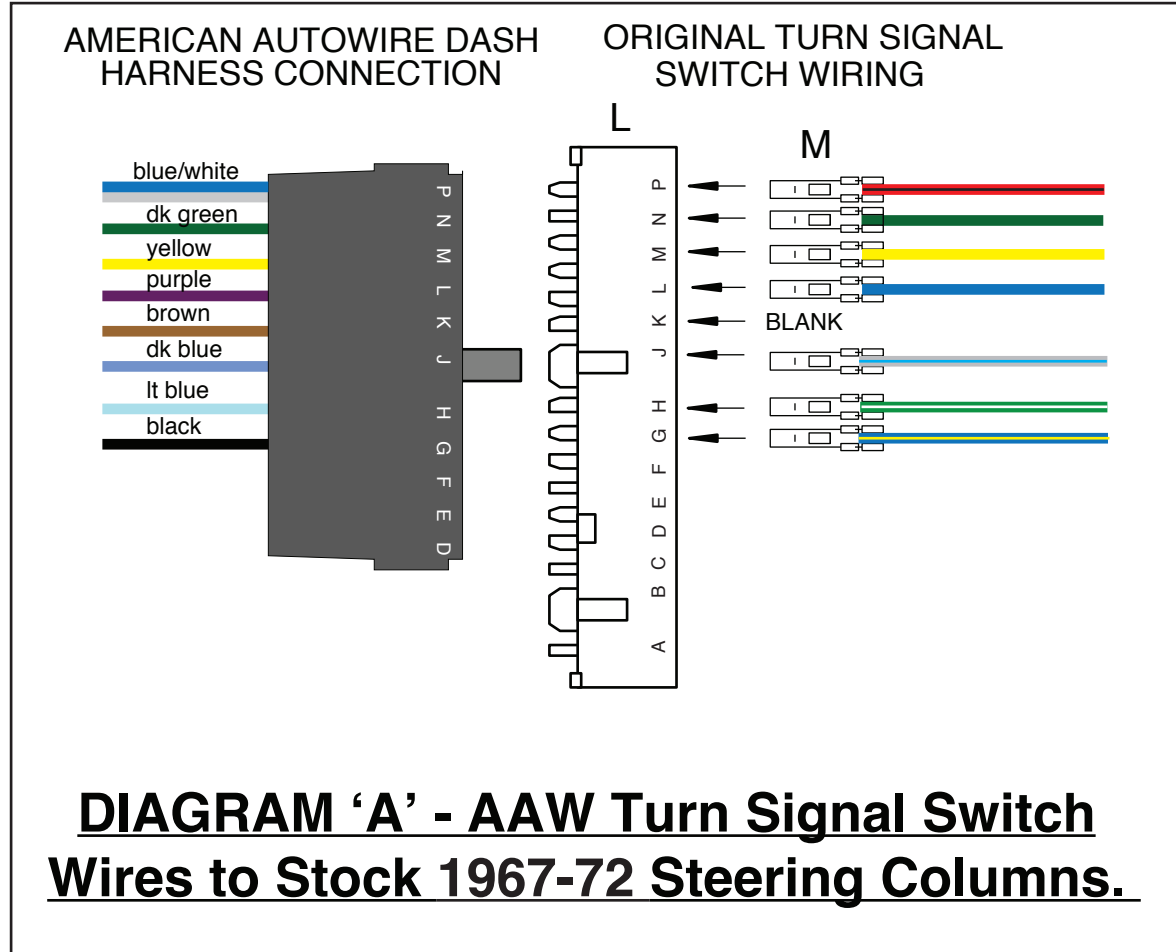 AMERICAN AUTOWIRE DASH
HARNESS CONNECTION
ORIGINAL TURN SIGNAL
SWITCH WIRING
L
M
blue/white
dk green
yellow
purple
brown
dk blue
lt blue
black
P
N
M
L
K
J
H
G
F
E
D
P
N
M
L
K
J
H
G
F
E
D
C
B
A
BLANK
DIAGRAM ‘A’ - AAW Turn Signal Switch
Wires to Stock 1967-72 Steering Columns.